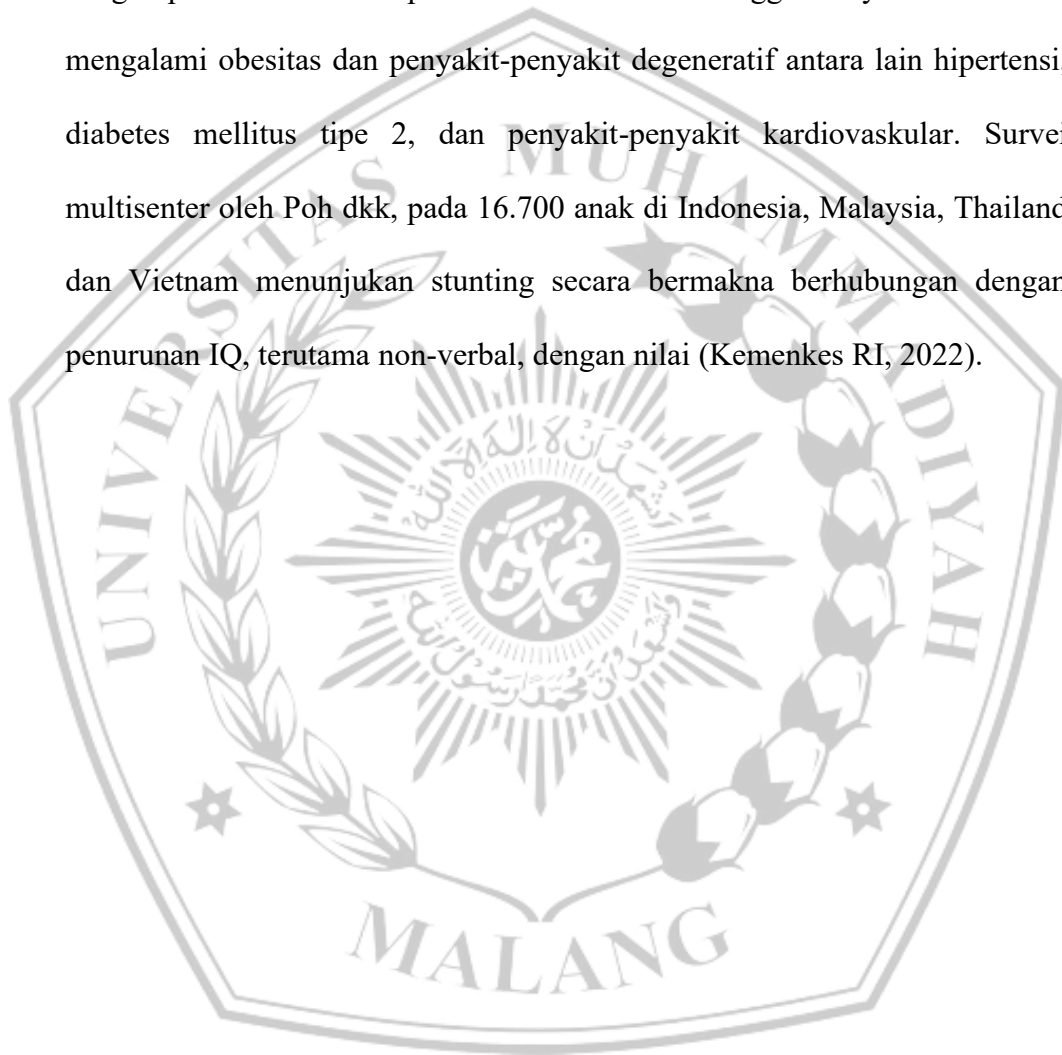 mengalami obesitas dan penyakit-penyakit degeneratif antara lain hipertensi,
diabetes mellitus tipe 2, dan penyakit-penyakit kardiovaskular. Survei
multisenter oleh Poh dkk, pada 16.700 anak di Indonesia, Malaysia, Thailand
dan Vietnam menunjukan stunting secara bermakna berhubungan dengan
penurunan IQ, terutama non-verbal, dengan nilai (Kemenkes RI, 2022).
UNIVERSITAS MUHAMMADIYAH
MALANG